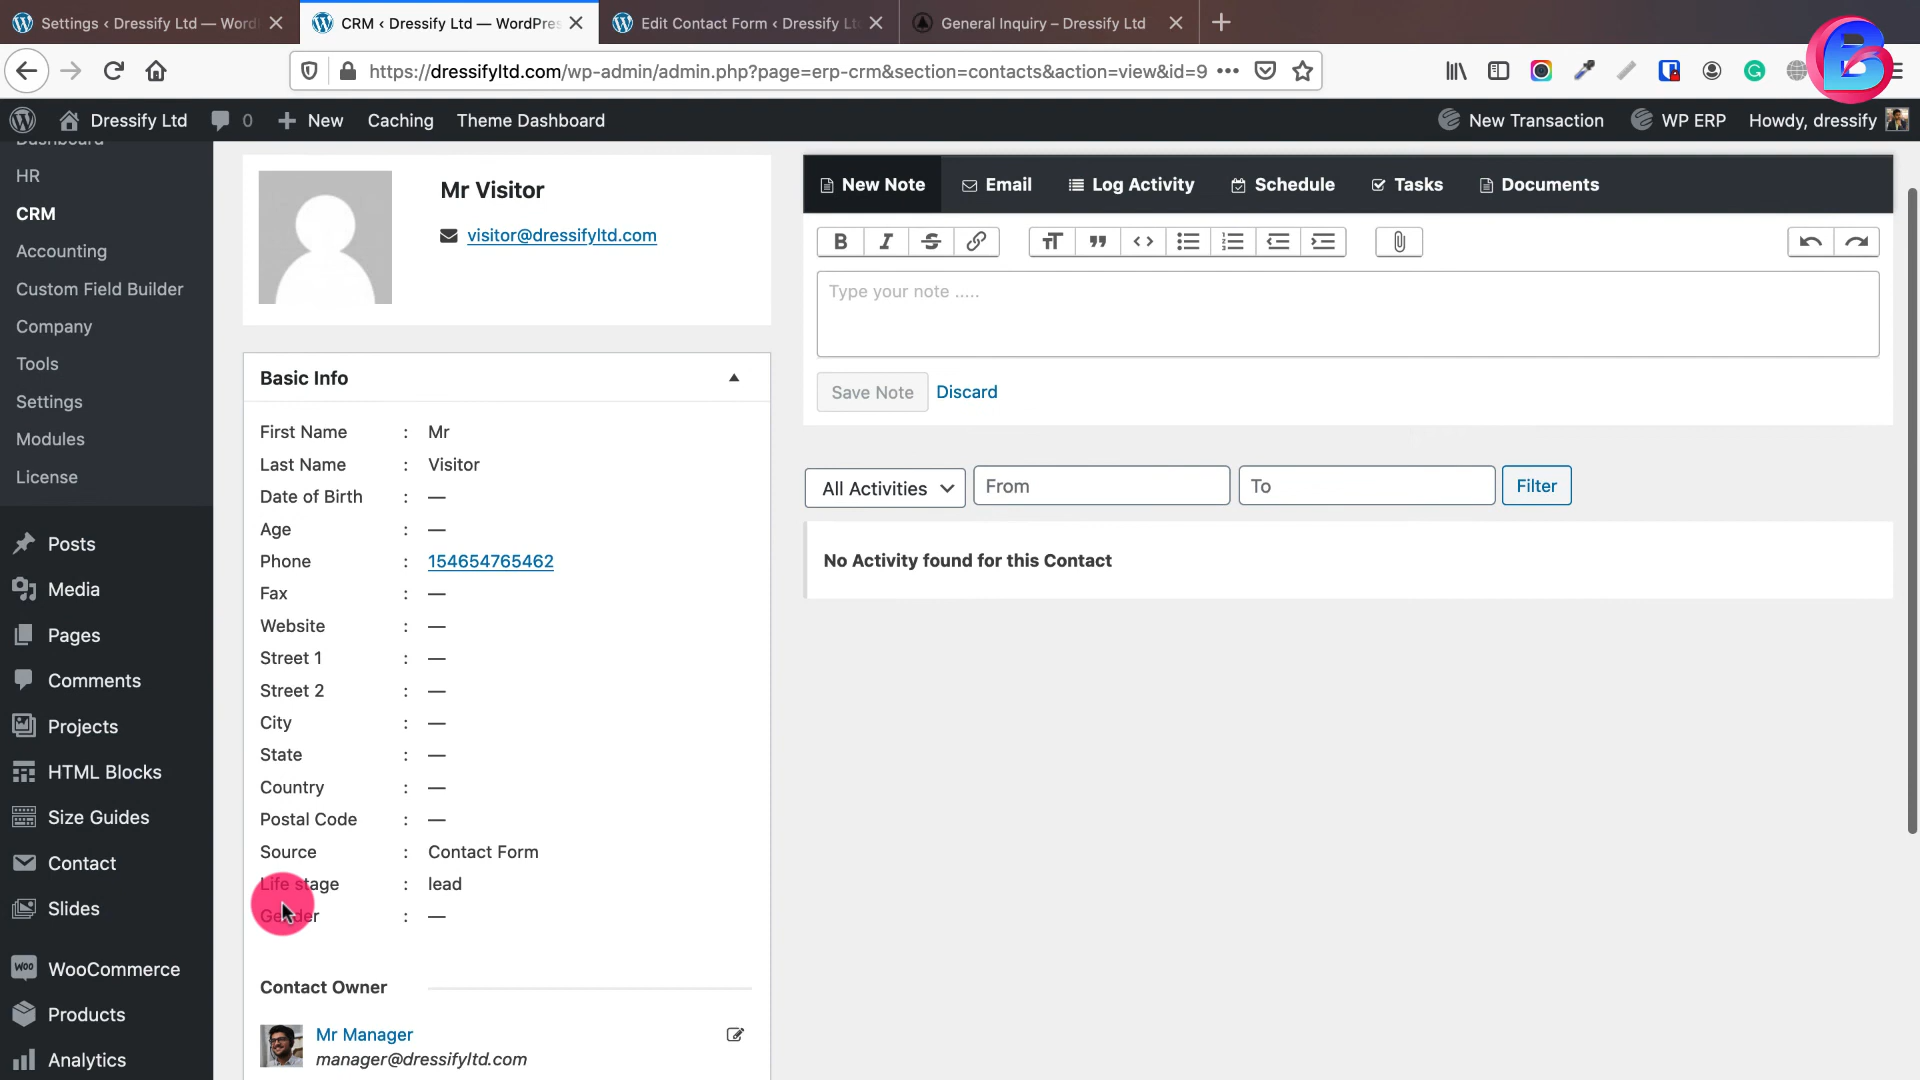 Settings ‹ Dressify Ltd — Word
CRM ‹ Dressify Ltd — WordPres
Edit Contact Form ‹ Dressify Lt
General Inquiry – Dressify Ltd
https://dressifyltd.com/wp-admin/admin.php?page=erp-crm&section=contacts&action=view&id=9
B
Dressify Ltd
0
New
Caching
Theme Dashboard
New Transaction
WP ERP
Howdy, dressify
Dashboard
HR
CRM
Accounting
Custom Field Builder
Company
Tools
Settings
Modules
License
Posts
Media
Pages
Comments
Projects
HTML Blocks
Size Guides
Contact
Slides
WooCommerce
Products
Analytics
Mr Visitor
visitor@dressifyltd.com
Basic Info
First Name : Mr
Last Name : Visitor
Date of Birth : —
Age : —
Phone : 154654765462
Fax : —
Website : —
Street 1 : —
Street 2 : —
City : —
State : —
Country : —
Postal Code : —
Source : Contact Form
Life stage : lead
Gender : —
Contact Owner
Mr Manager
manager@dressifyltd.com
New Note
Email
Log Activity
Schedule
Tasks
Documents
Type your note .....
Save Note
Discard
All Activities
From
To
Filter
No Activity found for this Contact